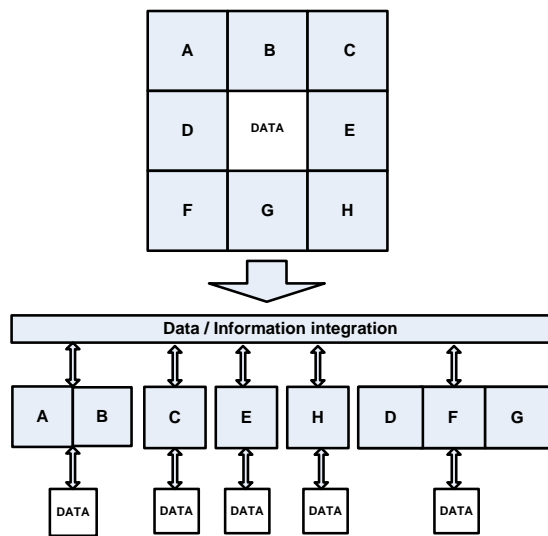 A B C
D DATA E
F G H
Data / Information integration
A B C E H D F G
DATA DATA DATA DATA DATA